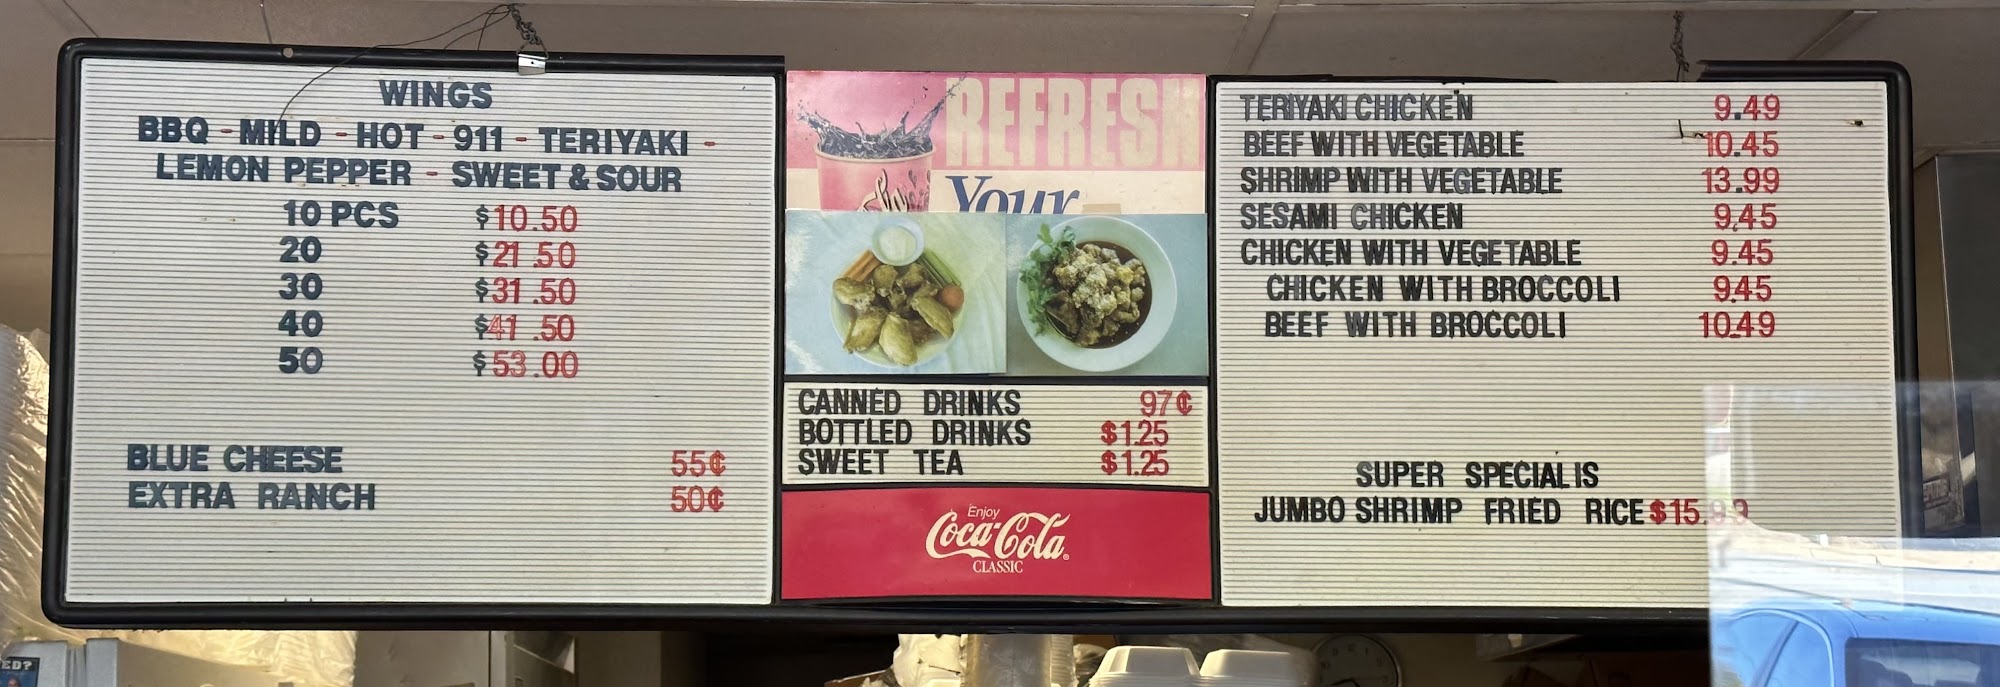 WINGS
BBQ - MILD - HOT - 911 - TERIYAKI -
LEMON PEPPER - SWEET & SOUR
10 PCS $10.50
20 $21.50
30 $31.50
40 $41.50
50 $53.00
BLUE CHEESE 55¢
EXTRA RANCH 50¢
REFRESH
Your
CANNED DRINKS 97¢
BOTTLED DRINKS $1.25
SWEET TEA $1.25
Enjoy
Coca-Cola
CLASSIC
TERIYAKI CHICKEN 9.49
BEEF WITH VEGETABLE 10.45
SHRIMP WITH VEGETABLE 13.99
SESAMI CHICKEN 9.45
CHICKEN WITH VEGETABLE 9.45
CHICKEN WITH BROCCOLI 9.45
BEEF WITH BROCCOLI 10.49
SUPER SPECIAL IS
JUMBO SHRIMP FRIED RICE $15.99
ED?